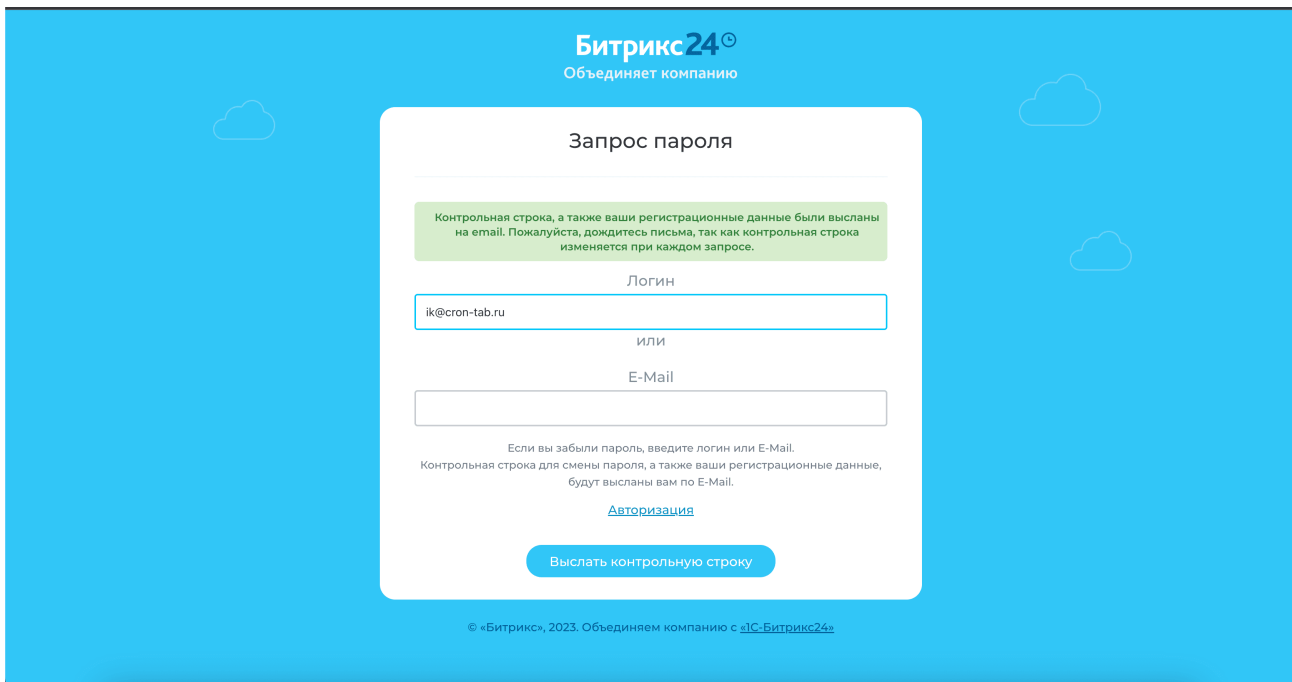 Битрикс24
Объединяет компанию
Запрос пароля
Контрольная строка, а также ваши регистрационные данные были высланы
на email. Пожалуйста, дождитесь письма, так как контрольная строка
изменяется при каждом запросе.
Логин
ik@cron-tab.ru
или
E-Mail
Если вы забыли пароль, введите логин или E-Mail.
Контрольная строка для смены пароля, а также ваши регистрационные данные,
будут высланы вам по E-Mail.
Авторизация
Выслать контрольную строку
© «Битрикс», 2023. Объединяем компанию с «1С-Битрикс24»